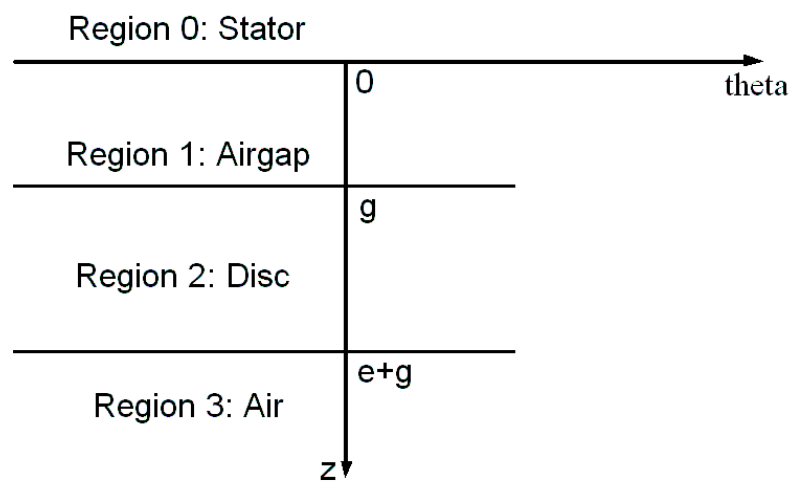 Region 0: Stator
0
theta
Region 1: Airgap
g
Region 2: Disc
e+g
Region 3: Air
z